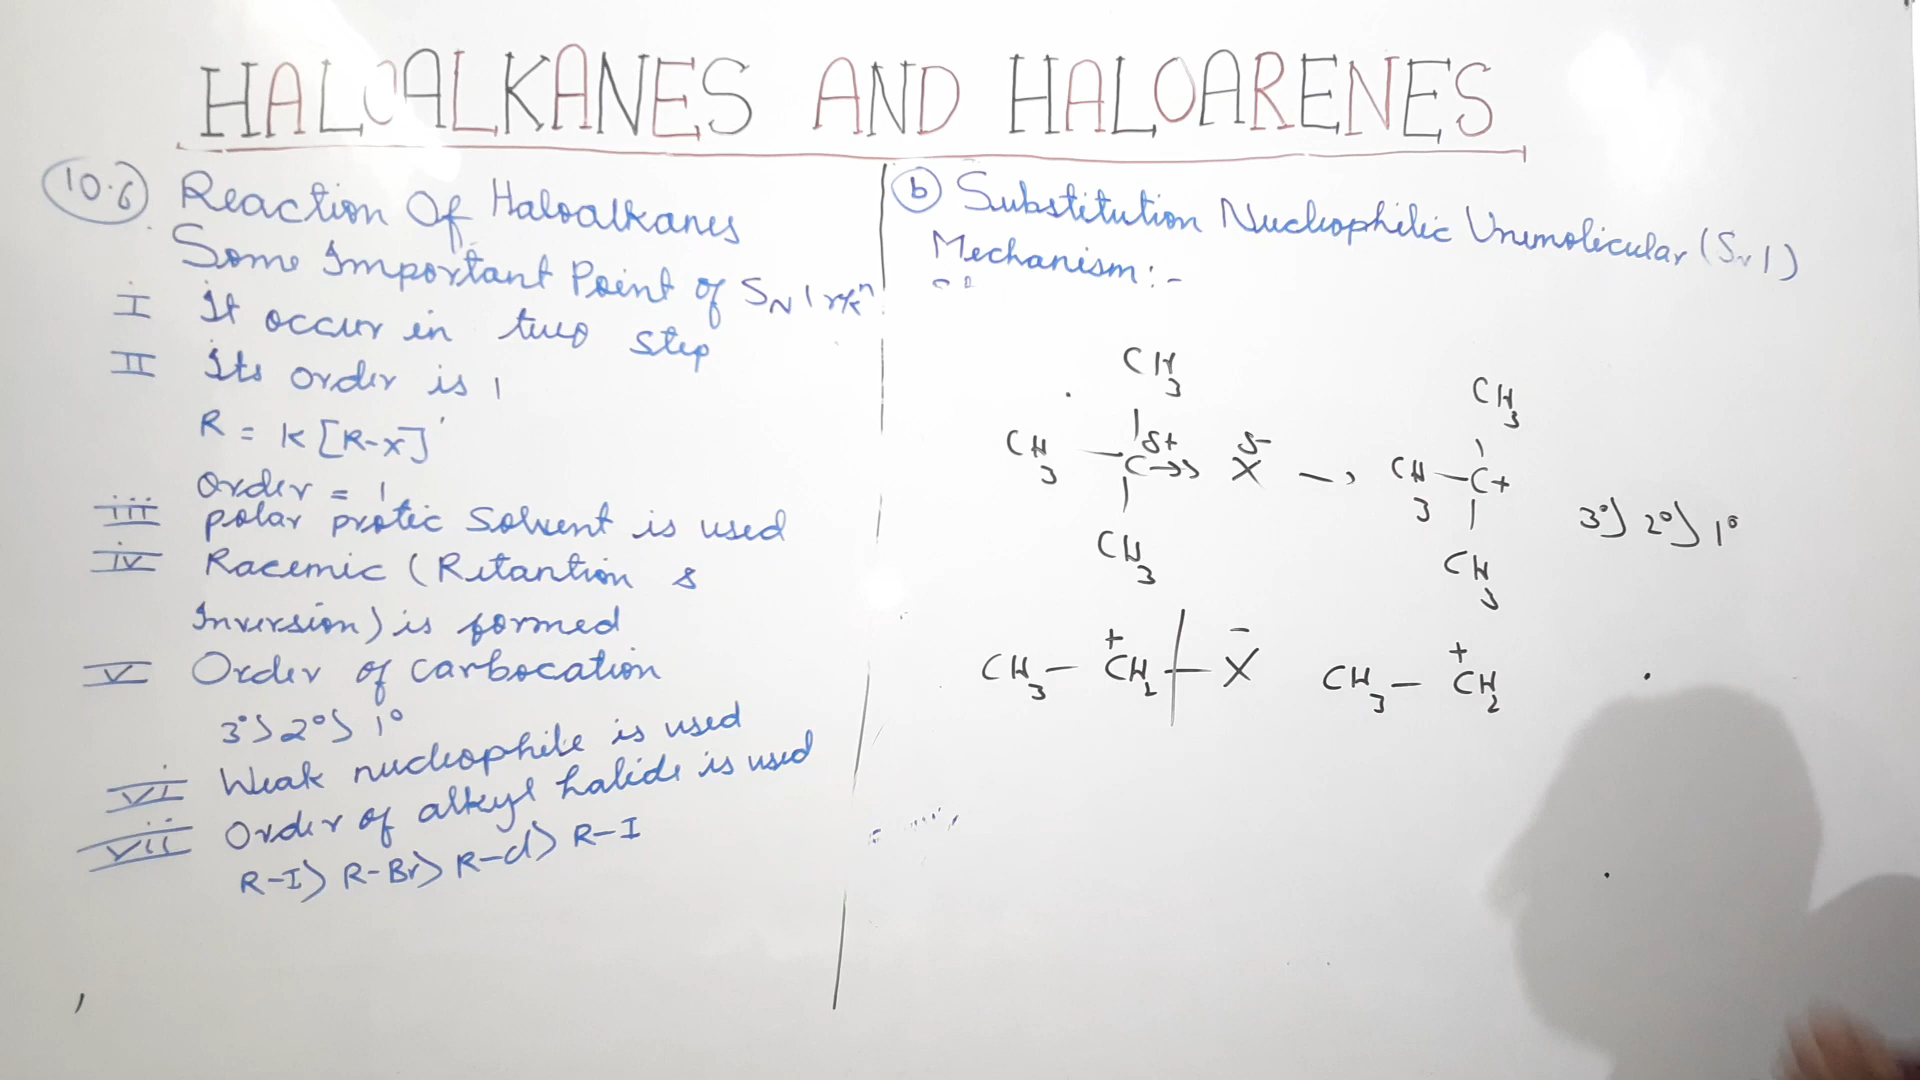 HALOALKANES AND HALOARENES
10.6 Reaction Of Haloalkanes
Some Important Point of SN1 rxn
I It occur in two step
II Its order is 1
R = K [R-X]'
Order = 1
iii polar protic Solvent is used
iv Racemic (Retantion &
Inversion) is formed
V Order of carbocation
3°> 2°> 1°
vi Weak nucleophile is used
vii Order of alkyl halide is used
R-I> R-Br> R-Cl> R-I
b Substitution Nucleophilic Unimolecular (SN1)
Mechanism:-
CH3
CH3 – C →> X –> CH3 – C+
δ+ δ-
CH3
CH3
CH3
3°> 2°> 1°
CH3 – +CH2 – X- CH3 – +CH2